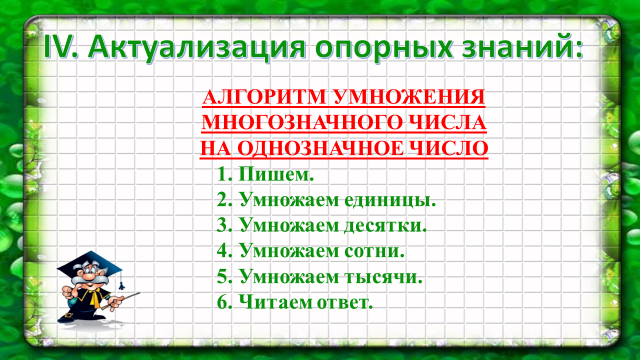 IV. Актуализация опорных знаний:
АЛГОРИТМ УМНОЖЕНИЯ
МНОГОЗНАЧНОГО ЧИСЛА
НА ОДНОЗНАЧНОЕ ЧИСЛО
1. Пишем.
2. Умножаем единицы.
3. Умножаем десятки.
4. Умножаем сотни.
5. Умножаем тысячи.
6. Читаем ответ.